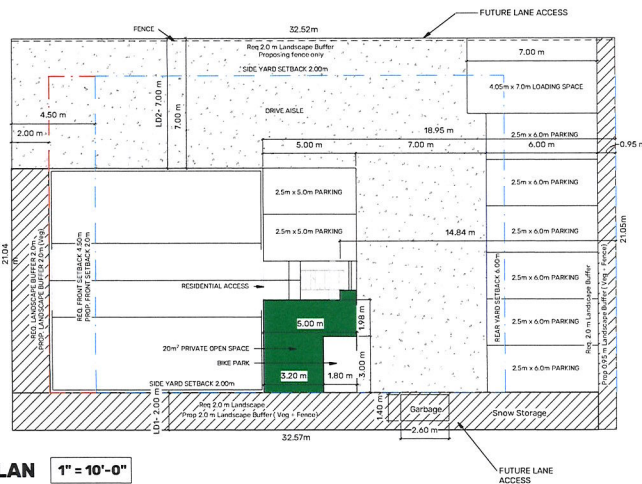 FUTURE LANE ACCESS
FENCE
32.52m
Req 2.0 m Landscape Buffer
Proposing fence only
SIDE YARD SETBACK 2.00m
7.00 m
4.05m x 7.0m LOADING SPACE
LD2- 7.00 m
7.00 m
DRIVE AISLE
4.50 m
2.00 m
18.95 m
2.5m x 6.0m PARKING
5.00 m
7.00 m
6.00 m
0.95 m
2.5m x 5.0m PARKING
2.5m x 6.0m PARKING
2.5m x 5.0m PARKING
2.5m x 6.0m PARKING
14.84 m
21.04 m
21.05m
REQ. LANDSCAPE BUFFER 2.0m
PROP. LANDSCAPE BUFFER 2.0m (Veg)
REQ. FRONT SETBACK 4.50m
PROP. FRONT SETBACK 2.0m
RESIDENTIAL ACCESS
2.5m x 6.0m PARKING
REAR YARD SETBACK 6.00m
Req. 2.0 m Landscape Buffer
Prop 0.95 m Landscape Buffer ( Veg + Fence)
5.00 m
1.98 m
2.5m x 6.0m PARKING
20m² PRIVATE OPEN SPACE
BIKE PARK
3.00 m
2.5m x 6.0m PARKING
3.20 m
1.80 m
SIDE YARD SETBACK 2.00m
LD1- 2.00 m
Req 2.0 m Landscape
Prop 2.0 m Landscape Buffer ( Veg + Fence)
1.40 m
Garbage
Snow Storage
2.60 m
32.57m
LAN
1" = 10'-0"
FUTURE LANE
ACCESS